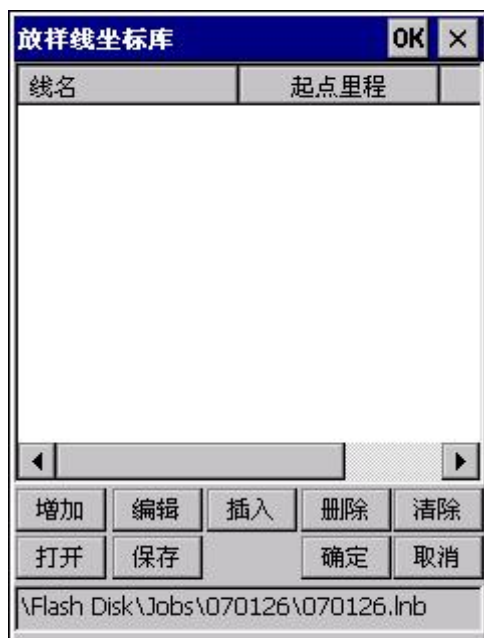 放样线坐标库 OK ×
线名 起点里程
增加 编辑 插入 删除 清除
打开 保存 确定 取消
\Flash Disk\Jobs\070126\070126.lnb